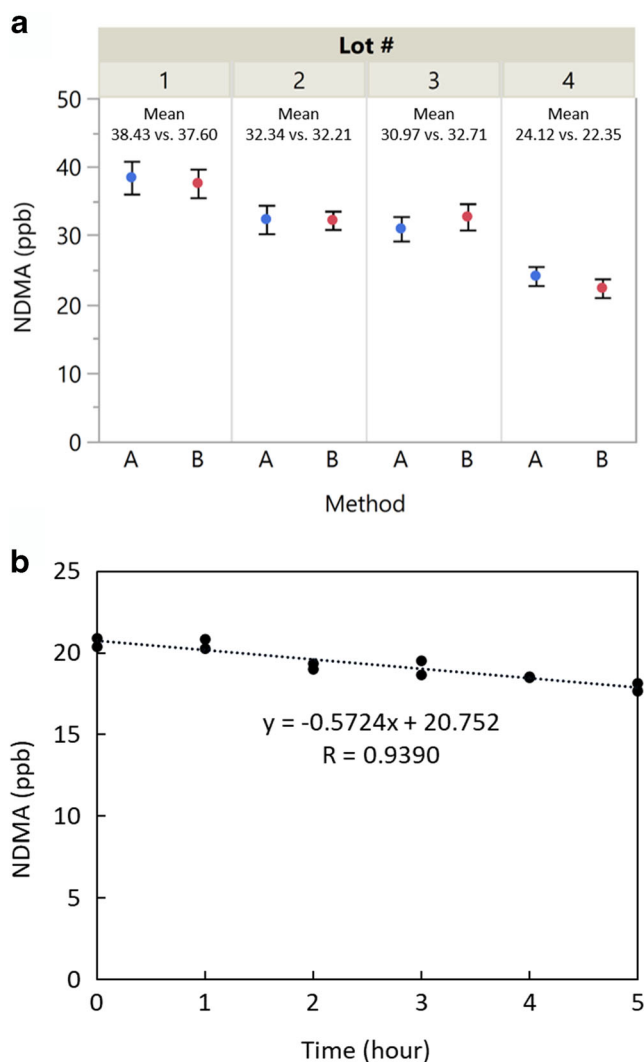 a
Lot #
1 2 3 4
50
Mean Mean Mean Mean
38.43 vs. 37.60 32.34 vs. 32.21 30.97 vs. 32.71 24.12 vs. 22.35
40
30
20
10
0
NDMA (ppb)
A B A B A B A B
Method
b
25
20
15
10
5
0
NDMA (ppb)
y = -0.5724x + 20.752
R = 0.9390
0 1 2 3 4 5
Time (hour)